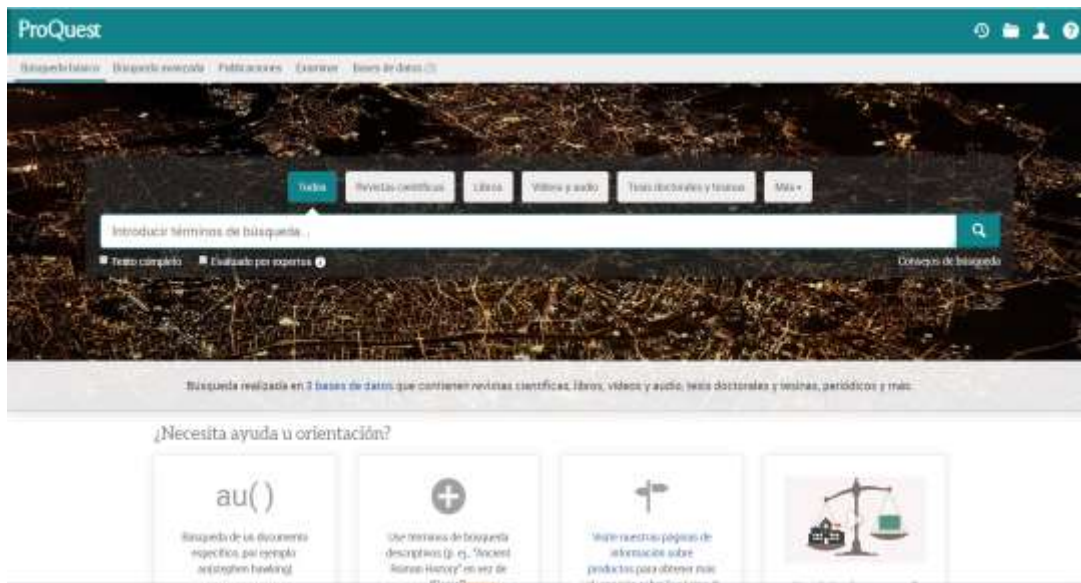 ProQuest
Búsqueda básica Búsqueda avanzada Publicaciones Examinar Bases de datos (3)
Todos Revistas científicas Libros Vídeos y audio Tesis doctorales y tesinas Más
Introducir términos de búsqueda...
Texto completo Evaluado por expertos
Consejos de búsqueda
Búsqueda realizada en 3 bases de datos que contienen revistas científicas, libros, vídeos y audio, tesis doctorales y tesinas, periódicos y más.
¿Necesita ayuda u orientación?
au( )
Búsqueda de un documento
específico, por ejemplo
au(stephen hawking)
Use términos de búsqueda
descriptivos (p. ej., "Ancient
Roman History" en vez de
Visite nuestras páginas de
información sobre
productos para obtener más